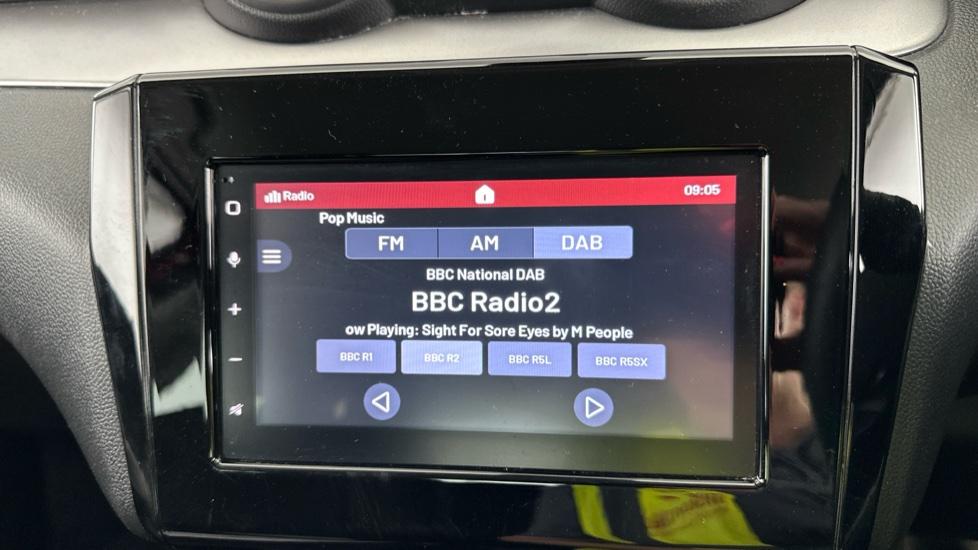 Radio
09:05
Pop Music
FM AM DAB
BBC National DAB
BBC Radio2
ow Playing: Sight For Sore Eyes by M People
BBC R1 BBC R2 BBC R5L BBC R5SX